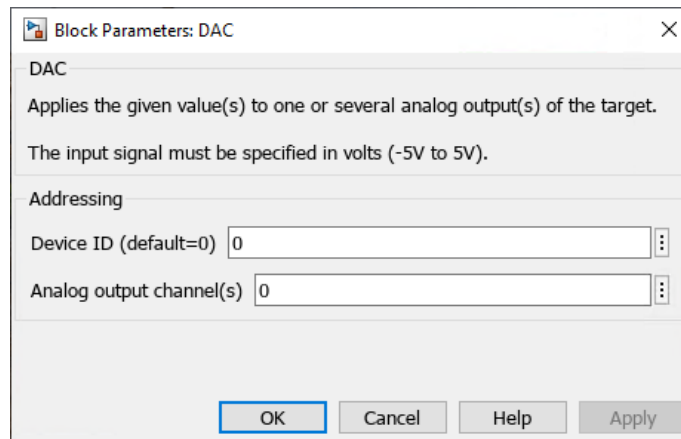 Block Parameters: DAC
DAC
Applies the given value(s) to one or several analog output(s) of the target.
The input signal must be specified in volts (-5V to 5V).
Addressing
Device ID (default=0) 0
Analog output channel(s) 0
OK Cancel Help Apply